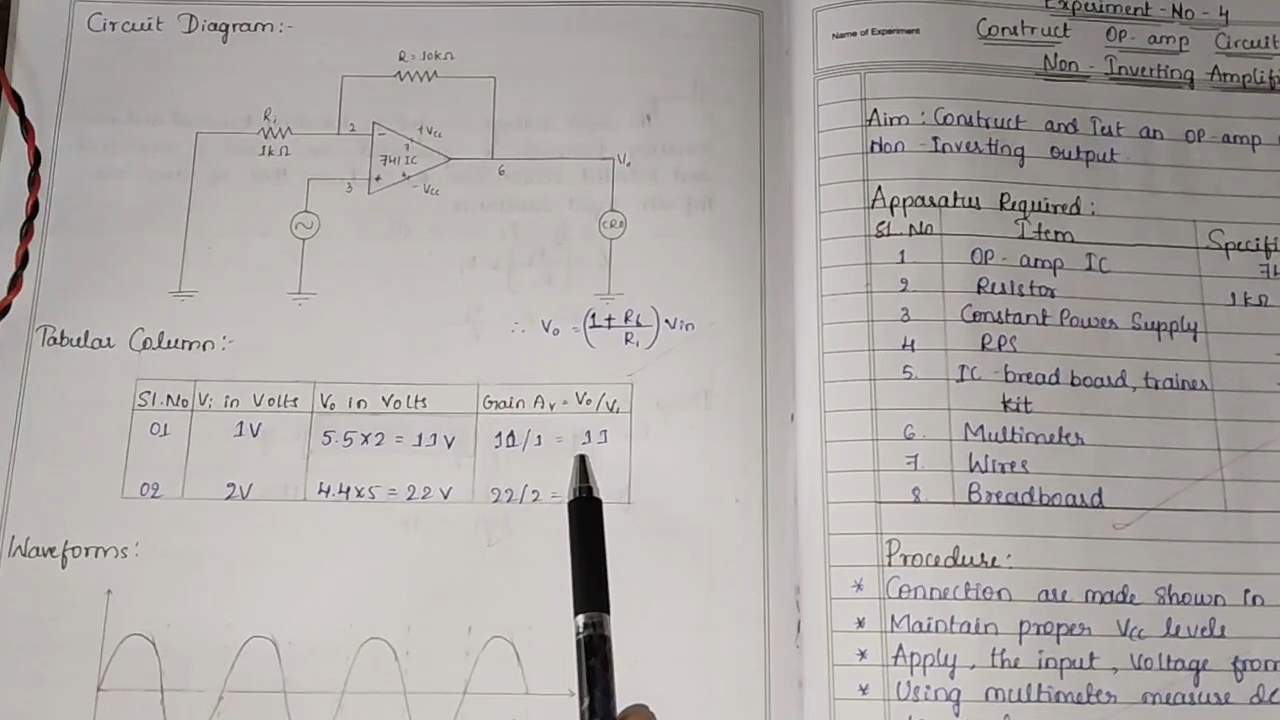 Circuit Diagram:-
R = 10kΩ
Ri
1kΩ
2
-
+Vcc
7
741 IC
4
+
-Vcc
3
6
Vo
CRO
∴ Vo = (1 + Rf / R1) Vin
Tabular Column:-
Sl.No Vi in Volts Vo in Volts Gain Av = Vo/Vi
01 1V 5.5×2 = 11V 11/1 = 11
02 2V 4.4×5 = 22V 22/2 =
Waveforms:
Experiment-No-4
Name of Experiment
Construct OP-amp Circuit
Non-Inverting
Aim: Construct and Test an OP-amp
Non-Inverting output.
Apparatus Required:
Sl.No Item
1 OP-amp IC
2 Resistor 1kΩ
3 Constant Power Supply
4 RPS
5. IC-bread board, trainer
kit
6. Multimeter
7. Wires
8. Breadboard
Procedure:
* Connection are made shown in
* Maintain proper Vcc levels
* Apply, the input, voltage from
* Using multimeter measure